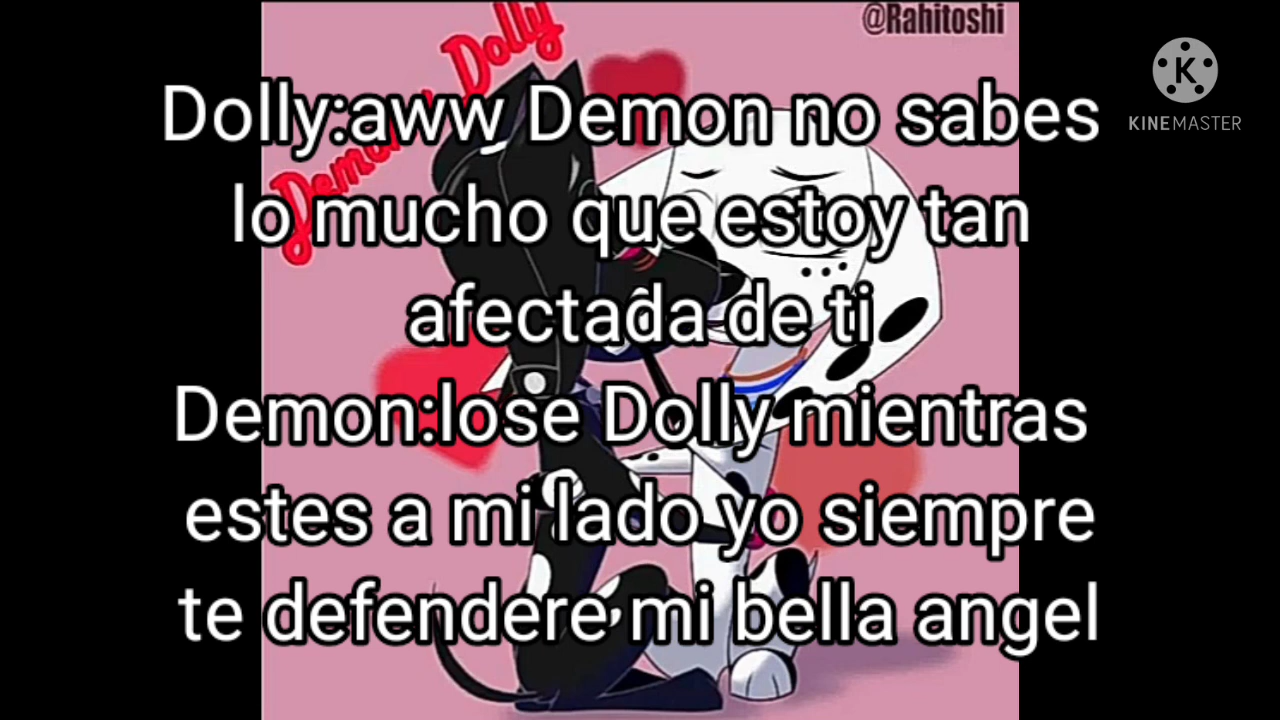 @Rahitoshi
Dolly
Dolly:aww Demon no sabes
lo mucho que estoy tan
afectada de ti
Demon:lose Dolly mientras
estes a mi lado yo siempre
te defendere mi bella angel
K
KINEMASTER